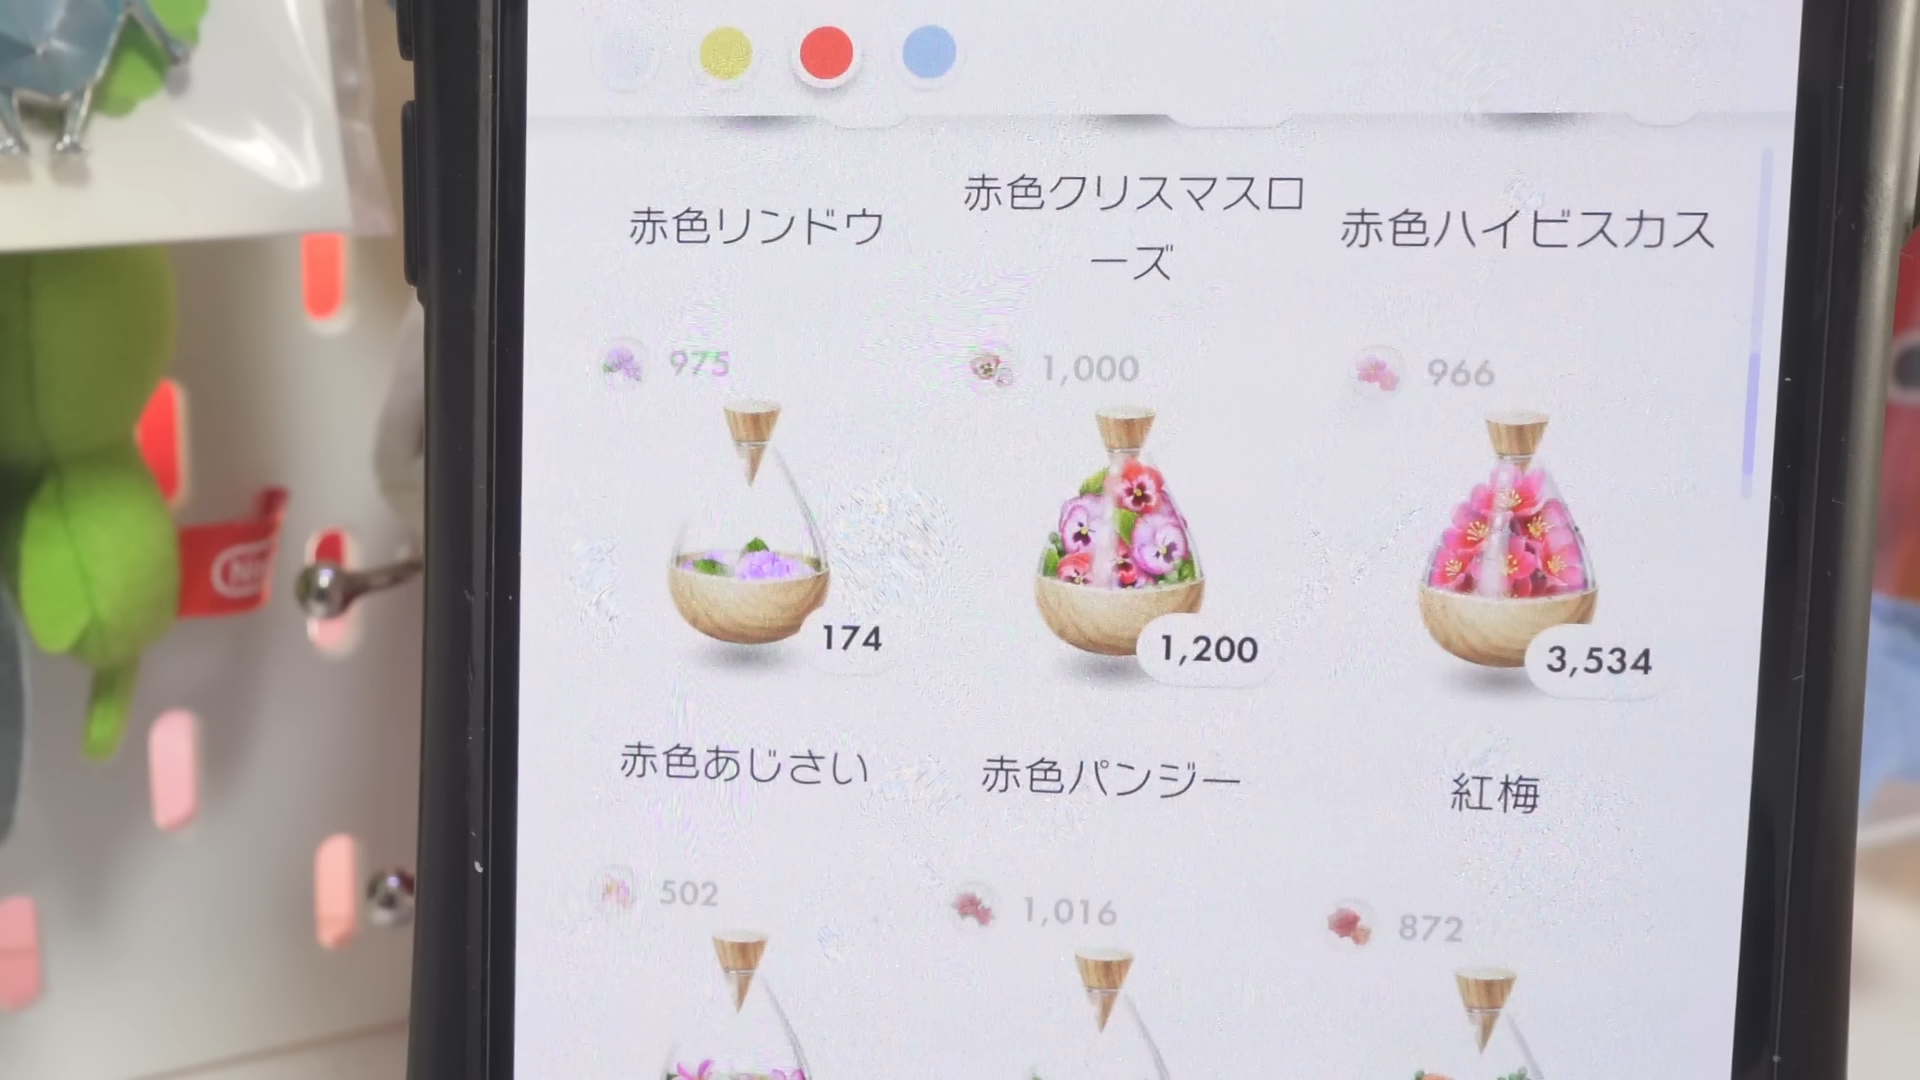 赤色リンドウ
赤色クリスマスロ
ーズ
赤色ハイビスカス
975
1,000
966
174
1,200
3,534
赤色あじさい
赤色パンジー
紅梅
502
1,016
872